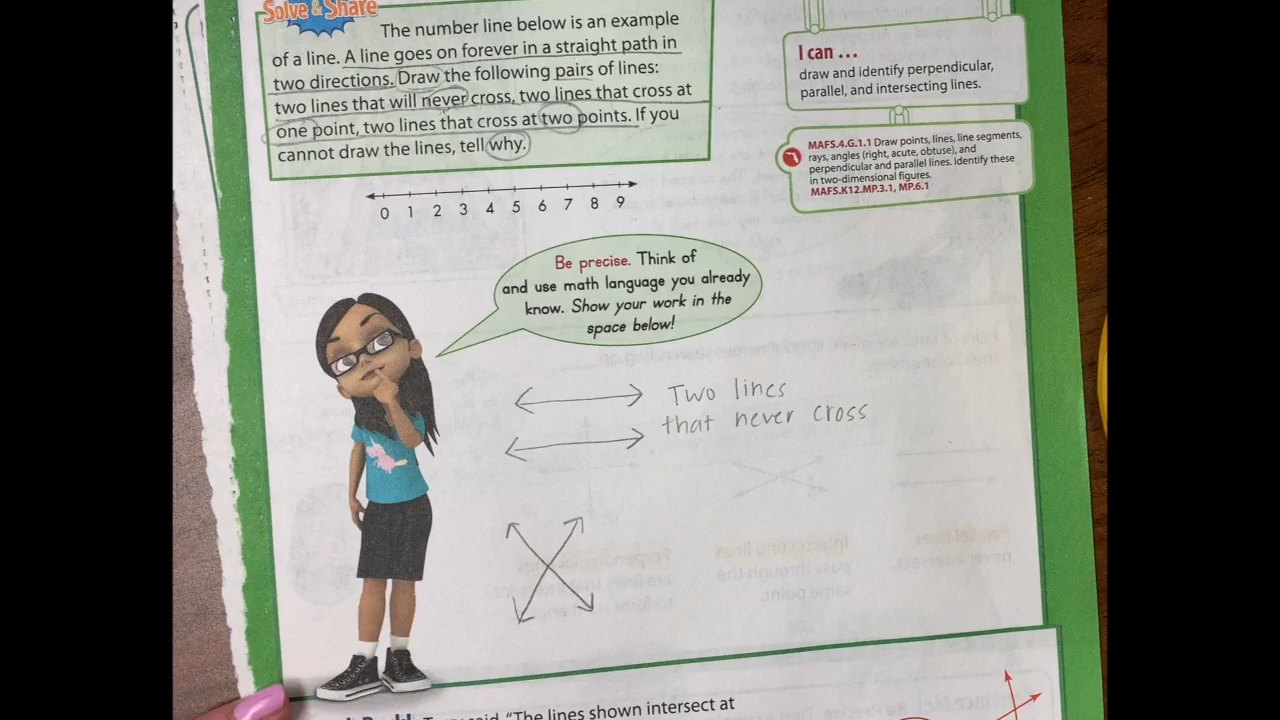 Solve & Share
The number line below is an example
of a line. A line goes on forever in a straight path in
two directions. Draw the following pairs of lines:
two lines that will never cross, two lines that cross at
one point, two lines that cross at two points. If you
cannot draw the lines, tell why.
0 1 2 3 4 5 6 7 8 9
I can ...
draw and identify perpendicular,
parallel, and intersecting lines.
MAFS.4.G.1.1 Draw points, lines, line segments,
rays, angles (right, acute, obtuse), and
perpendicular and parallel lines. Identify these
in two-dimensional figures.
MAFS.K12.MP.3.1, MP.6.1
Be precise. Think of
and use math language you already
know. Show your work in the
space below!
Two lines
that never cross
said, "The lines shown intersect at